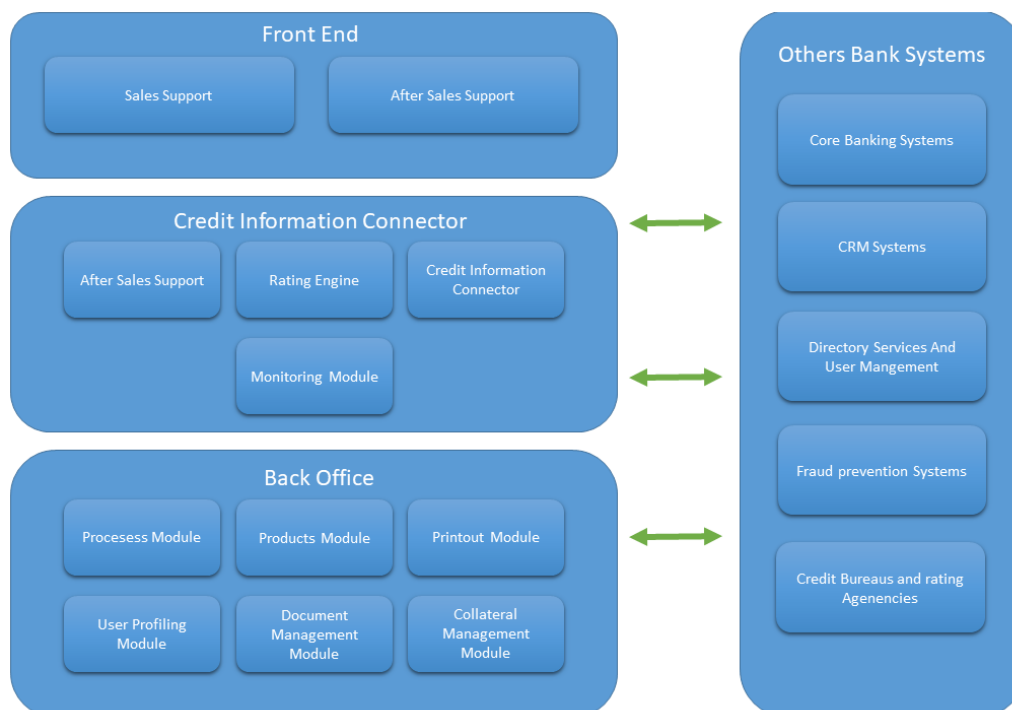 Front End
Sales Support
After Sales Support
Credit Information Connector
After Sales Support
Rating Engine
Credit Information
Connector
Monitoring Module
Back Office
Procesess Module
Products Module
Printout Module
User Profiling
Module
Document
Management
Module
Collateral
Management
Module
Others Bank Systems
Core Banking Systems
CRM Systems
Directory Services And
User Mangement
Fraud prevention Systems
Credit Bureaus and rating
Agenencies